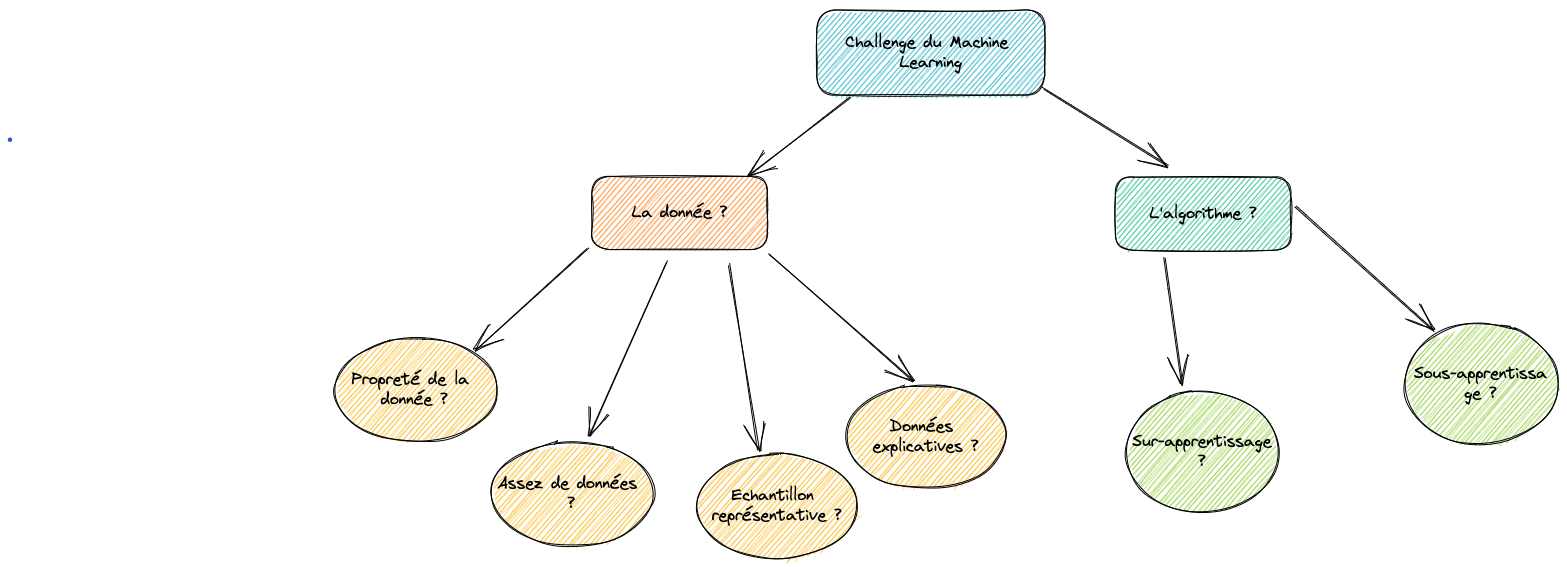 Challenge du Machine
Learning
La donnée ?
L'algorithme ?
Propreté de la
donnée ?
Assez de données
?
Echantillon
représentative ?
Données
explicatives ?
Sur-apprentissage
?
Sous-apprentissa
ge ?